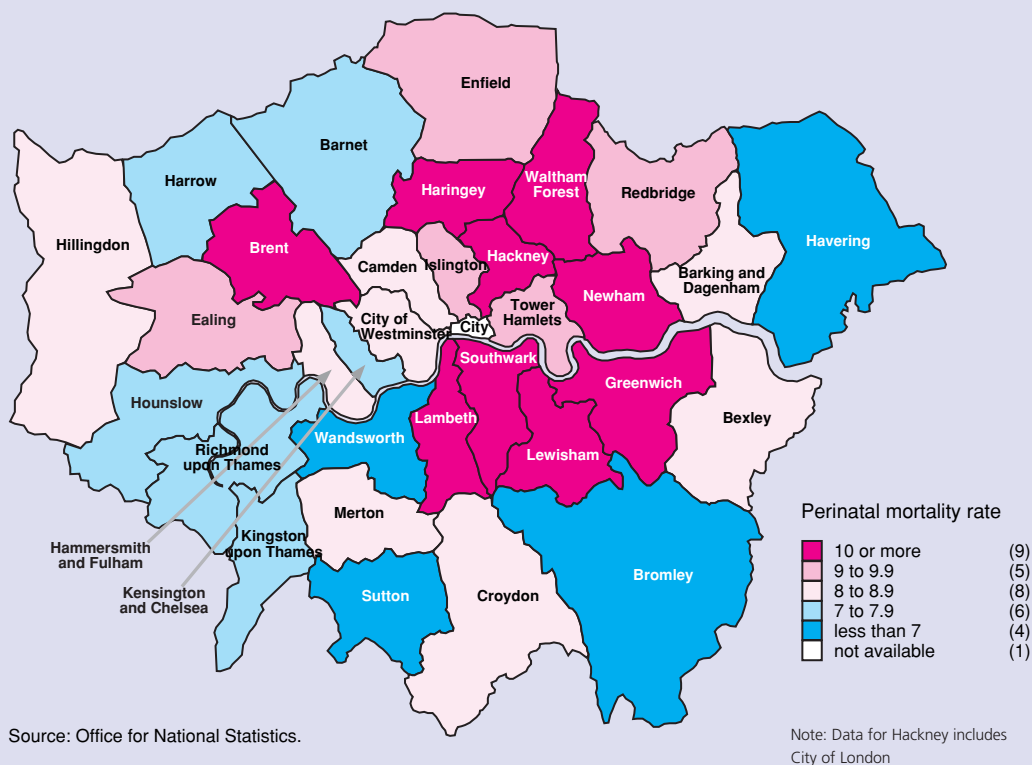 Enfield
Barnet
Harrow
Haringey
Waltham
Forest
Redbridge
Hillingdon
Brent
Hackney
Havering
Camden
Islington
Barking and
Dagenham
Newham
Tower
Hamlets
Ealing
City of
Westminster
City
Southwark
Greenwich
Hounslow
Lambeth
Bexley
Wandsworth
Richmond
upon Thames
Lewisham
Merton
Kingston
upon Thames
Hammersmith
and Fulham
Kensington
and Chelsea
Sutton
Croydon
Bromley
Perinatal mortality rate
10 or more (9)
9 to 9.9 (5)
8 to 8.9 (8)
7 to 7.9 (6)
less than 7 (4)
not available (1)
Source: Office for National Statistics.
Note: Data for Hackney includes
City of London